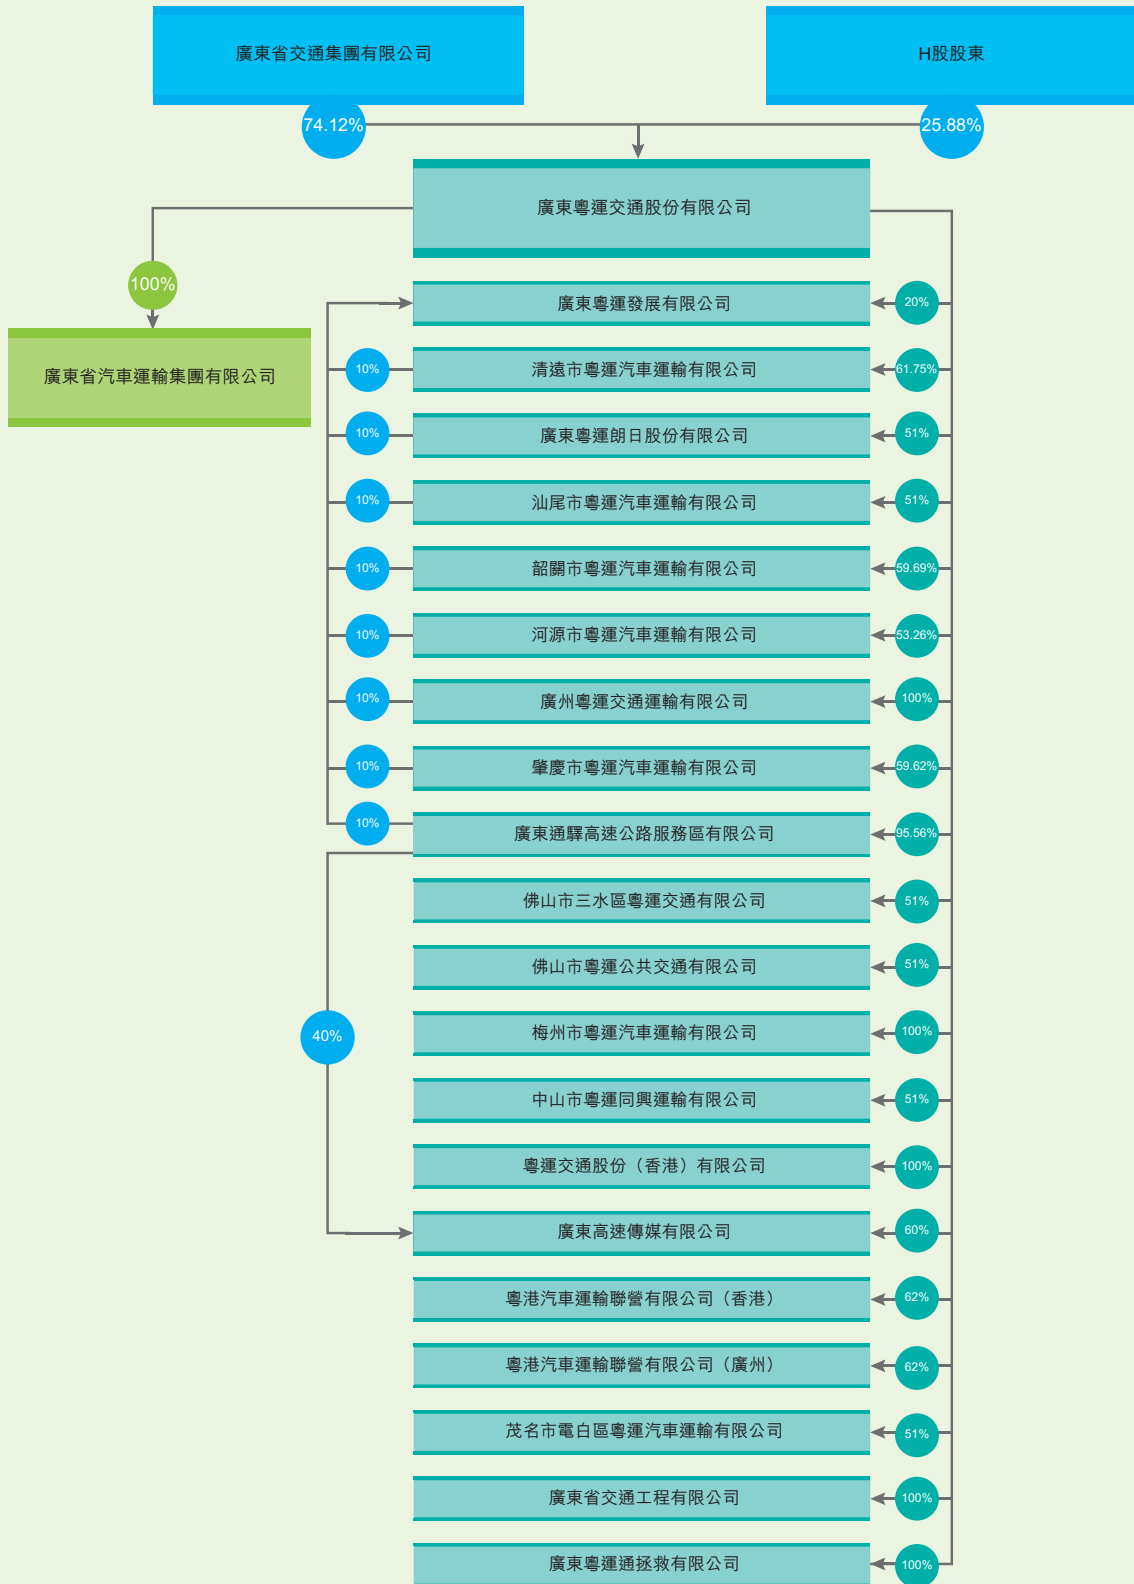 廣東省交通集團有限公司
H股股東
74.12%
25.88%
廣東粵運交通股份有限公司
100%
廣東省汽車運輸集團有限公司
廣東粵運發展有限公司
20%
10%
清遠市粵運汽車運輸有限公司
61.75%
10%
廣東粵運朗日股份有限公司
51%
10%
汕尾市粵運汽車運輸有限公司
51%
10%
韶關市粵運汽車運輸有限公司
59.69%
10%
河源市粵運汽車運輸有限公司
53.26%
10%
廣州粵運交通運輸有限公司
100%
10%
肇慶市粵運汽車運輸有限公司
59.62%
10%
廣東通驛高速公路服務區有限公司
95.56%
佛山市三水區粵運交通有限公司
51%
佛山市粵運公共交通有限公司
51%
40%
梅州市粵運汽車運輸有限公司
100%
中山市粵運同興運輸有限公司
51%
粵運交通股份（香港）有限公司
100%
廣東高速傳媒有限公司
60%
粵港汽車運輸聯營有限公司（香港）
62%
粵港汽車運輸聯營有限公司（廣州）
62%
茂名市電白區粵運汽車運輸有限公司
51%
廣東省交通工程有限公司
100%
廣東粵運通拯救有限公司
100%